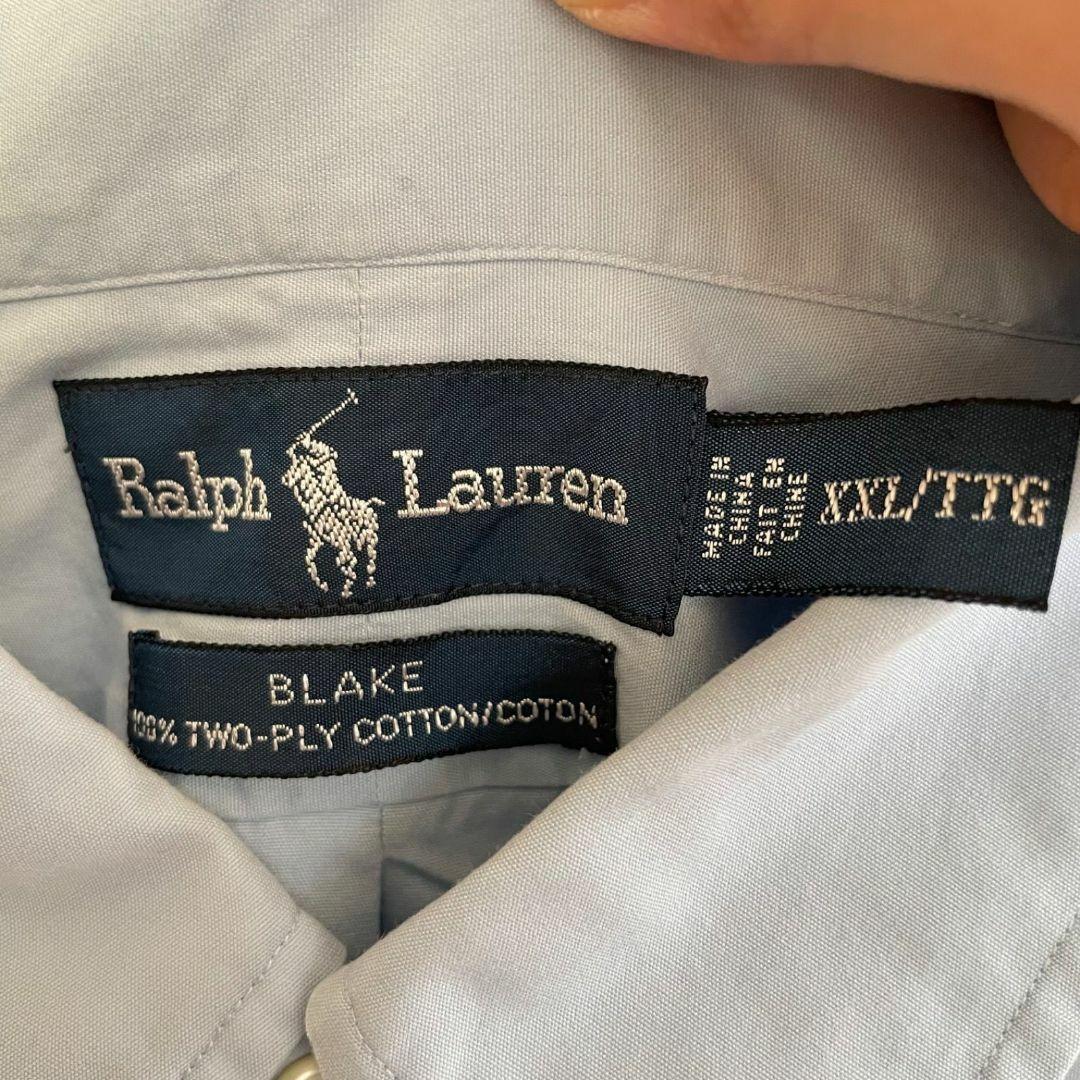 Ralph Lauren
MADE IN
CHINA
FAIT EN
CHINE
XXL/TTG
BLAKE
100% TWO-PLY COTTON/COTON